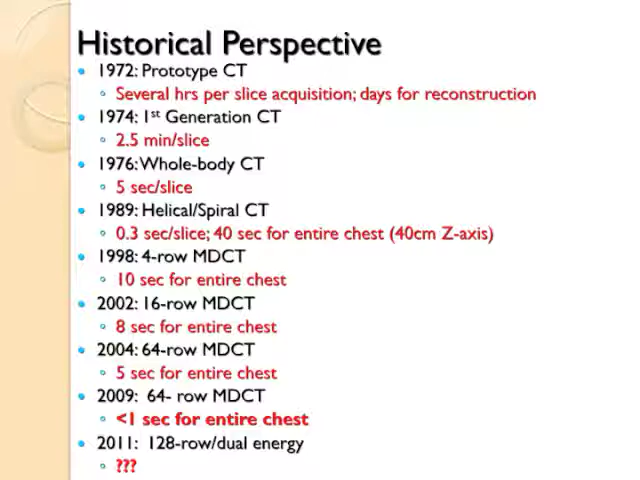 Historical Perspective
1972: Prototype CT
Several hrs per slice acquisition; days for reconstruction
1974: 1st Generation CT
2.5 min/slice
1976: Whole-body CT
5 sec/slice
1989: Helical/Spiral CT
0.3 sec/slice; 40 sec for entire chest (40cm Z-axis)
1998: 4-row MDCT
10 sec for entire chest
2002: 16-row MDCT
8 sec for entire chest
2004: 64-row MDCT
5 sec for entire chest
2009: 64- row MDCT
<1 sec for entire chest
2011: 128-row/dual energy
???